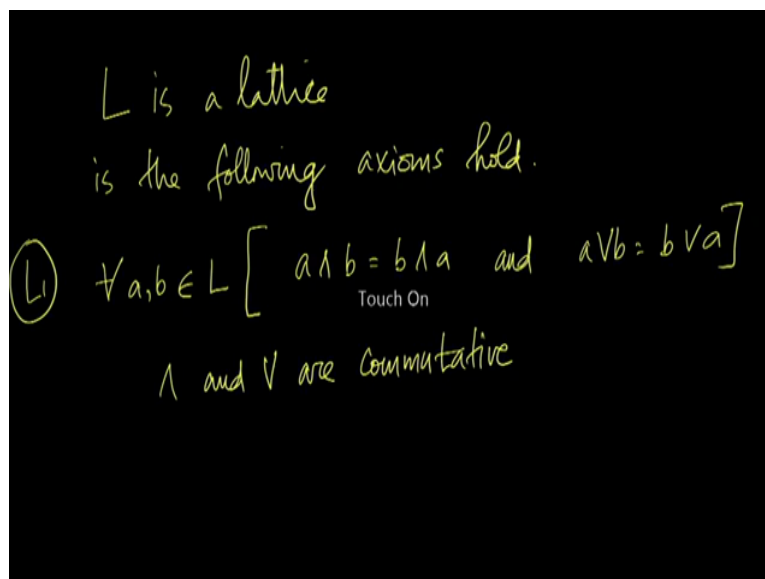 L is a lattice
is the following axioms hold.
L₁ ∀ a, b ∈ L [ a ∧ b = b ∧ a and a ∨ b = b ∨ a ]
Touch On
∧ and ∨ are commutative